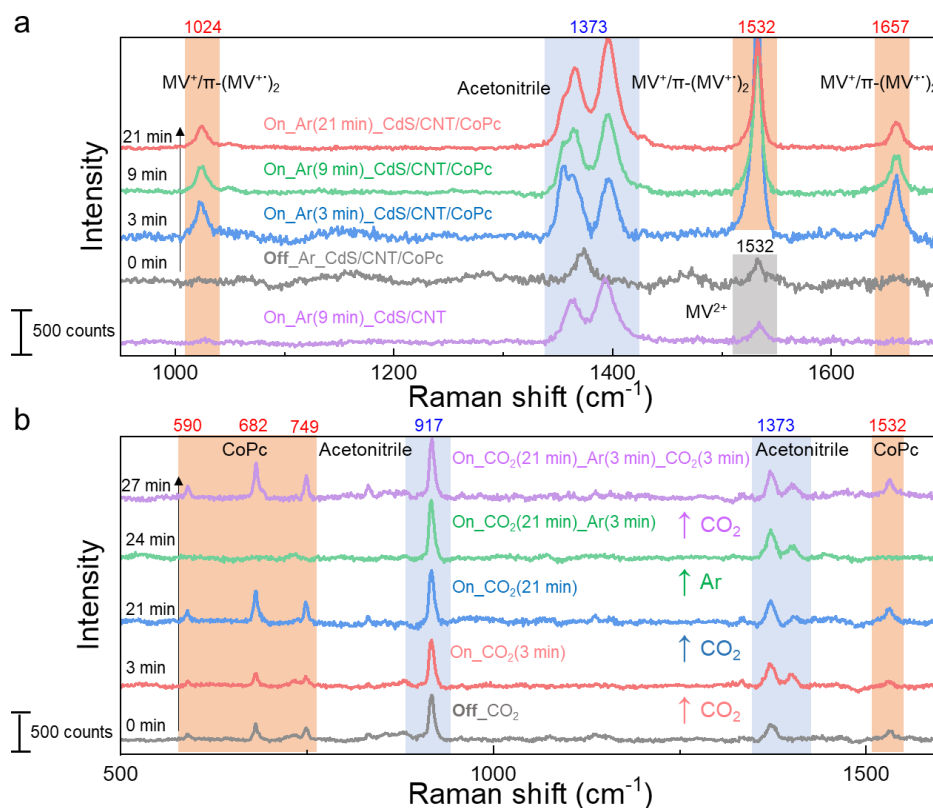 a
1024 1373 1532 1657
MV⁺/π-(MV⁺˙)₂ Acetonitrile MV⁺/π-(MV⁺˙)₂ MV⁺/π-(MV⁺˙)₂
21 min On_Ar(21 min)_CdS/CNT/CoPc
9 min On_Ar(9 min)_CdS/CNT/CoPc
3 min On_Ar(3 min)_CdS/CNT/CoPc
0 min Off_Ar_CdS/CNT/CoPc 1532
MV²⁺
500 counts On_Ar(9 min)_CdS/CNT
Intensity
1000 1200 1400 1600
Raman shift (cm⁻¹)
b
590 682 749 917 1373 1532
CoPc Acetonitrile Acetonitrile CoPc
27 min On_CO₂(21 min)_Ar(3 min)_CO₂(3 min)
↑ CO₂
24 min On_CO₂(21 min)_Ar(3 min)
↑ Ar
21 min On_CO₂(21 min)
↑ CO₂
3 min On_CO₂(3 min)
↑ CO₂
0 min Off_CO₂
500 counts
Intensity
500 1000 1500
Raman shift (cm⁻¹)